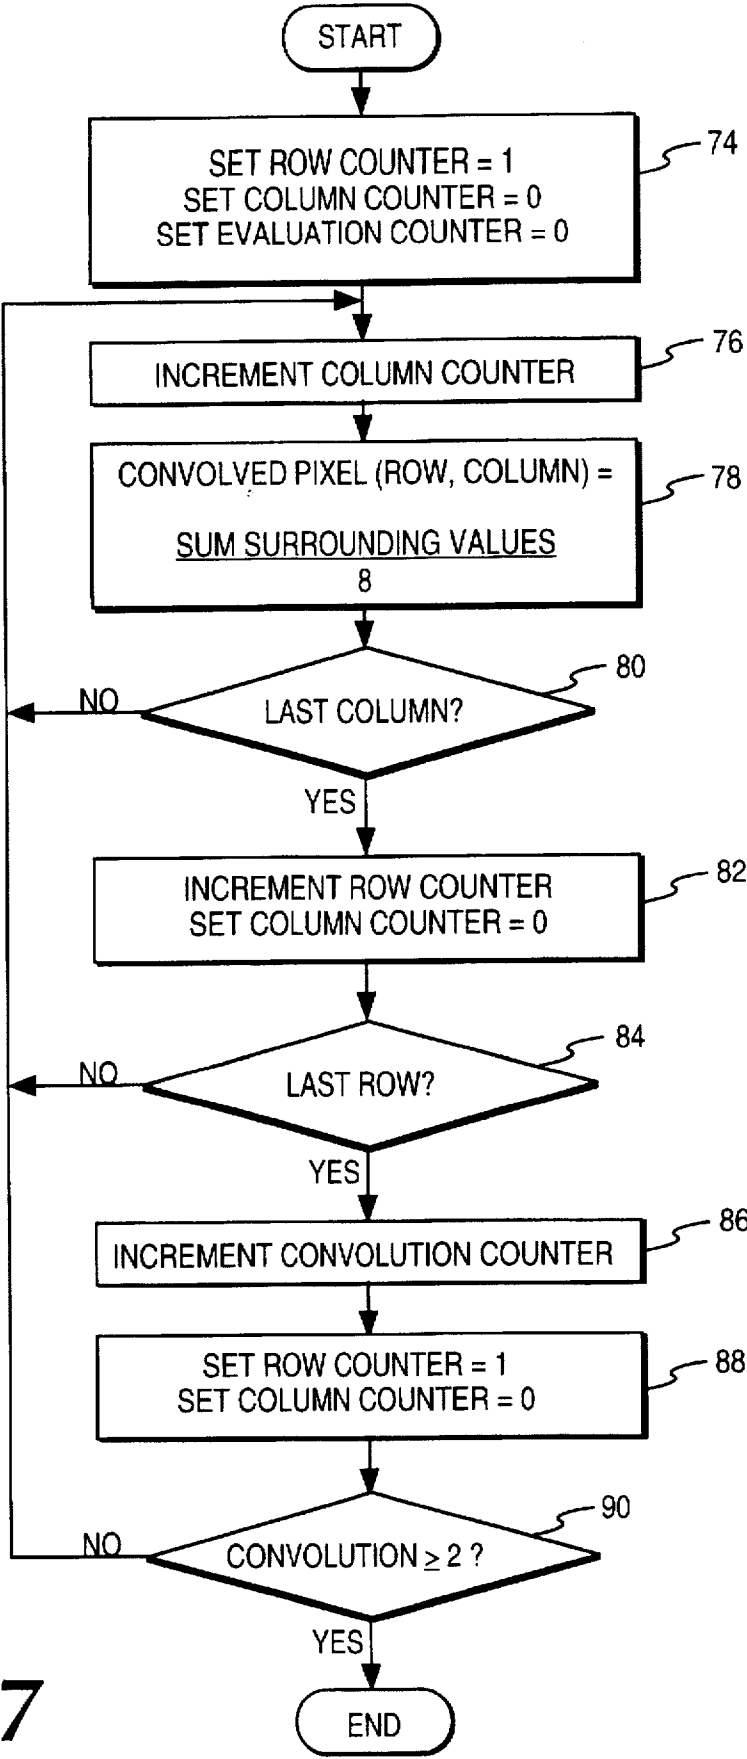 START
SET ROW COUNTER = 1
SET COLUMN COUNTER = 0
SET EVALUATION COUNTER = 0
74
INCREMENT COLUMN COUNTER
76
CONVOLVED PIXEL (ROW, COLUMN) =
SUM SURROUNDING VALUES
8
78
LAST COLUMN?
80
NO
YES
INCREMENT ROW COUNTER
SET COLUMN COUNTER = 0
82
LAST ROW?
84
NO
YES
INCREMENT CONVOLUTION COUNTER
86
SET ROW COUNTER = 1
SET COLUMN COUNTER = 0
88
CONVOLUTION ≥ 2 ?
90
NO
YES
END
7